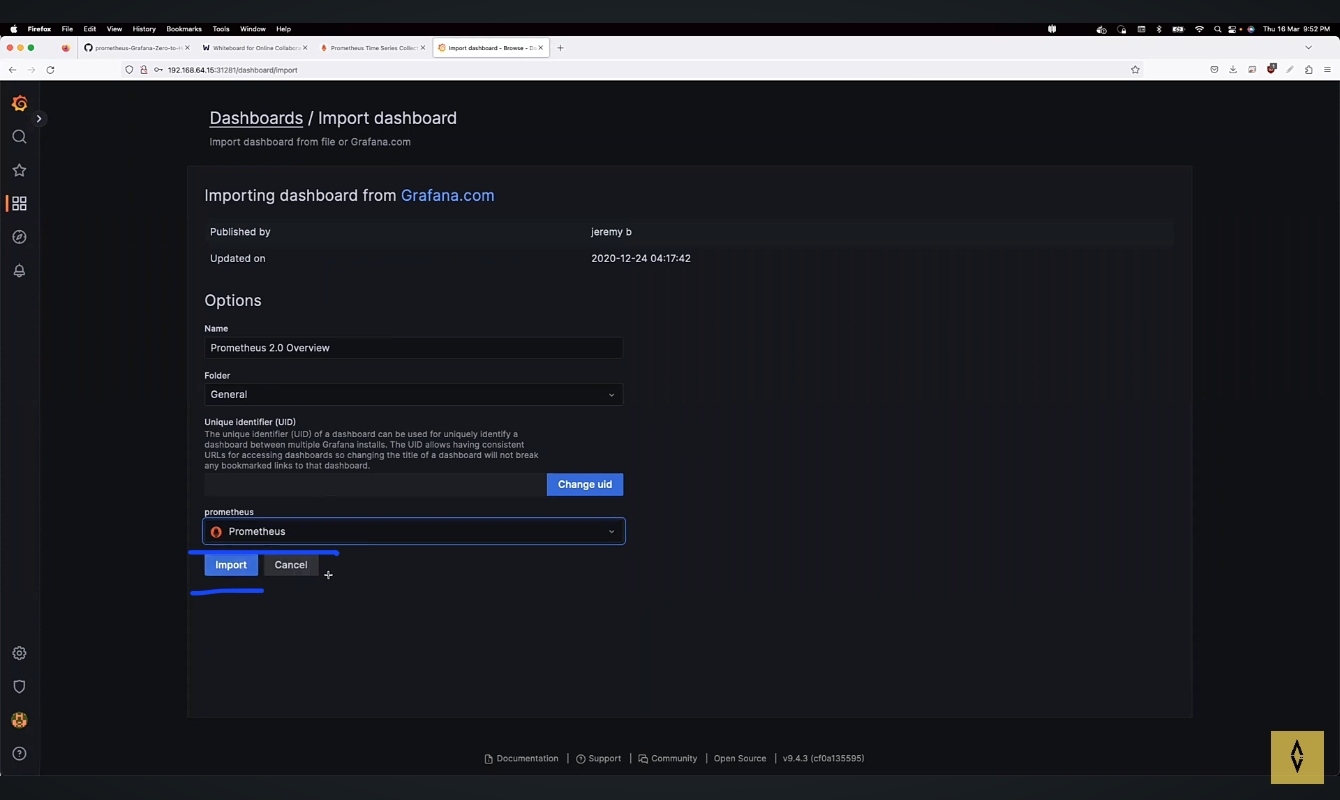 Firefox File Edit View History Bookmarks Tools Window Help Thu 16 Mar 9:52 PM
prometheus-Grafana-Zero-to-H Whiteboard for Online Collabora Prometheus Time Series Collect Import dashboard - Browse - Da
192.168.64.15:31281/dashboard/import
Dashboards / Import dashboard
Import dashboard from file or Grafana.com
Importing dashboard from Grafana.com
Published by jeremy b
Updated on 2020-12-24 04:17:42
Options
Name
Prometheus 2.0 Overview
Folder
General
Unique identifier (UID)
The unique identifier (UID) of a dashboard can be used for uniquely identify a
dashboard between multiple Grafana installs. The UID allows having consistent
URLs for accessing dashboards so changing the title of a dashboard will not break
any bookmarked links to that dashboard.
Change uid
prometheus
Prometheus
Import Cancel
Documentation | Support | Community | Open Source | v9.4.3 (cf0a135595)